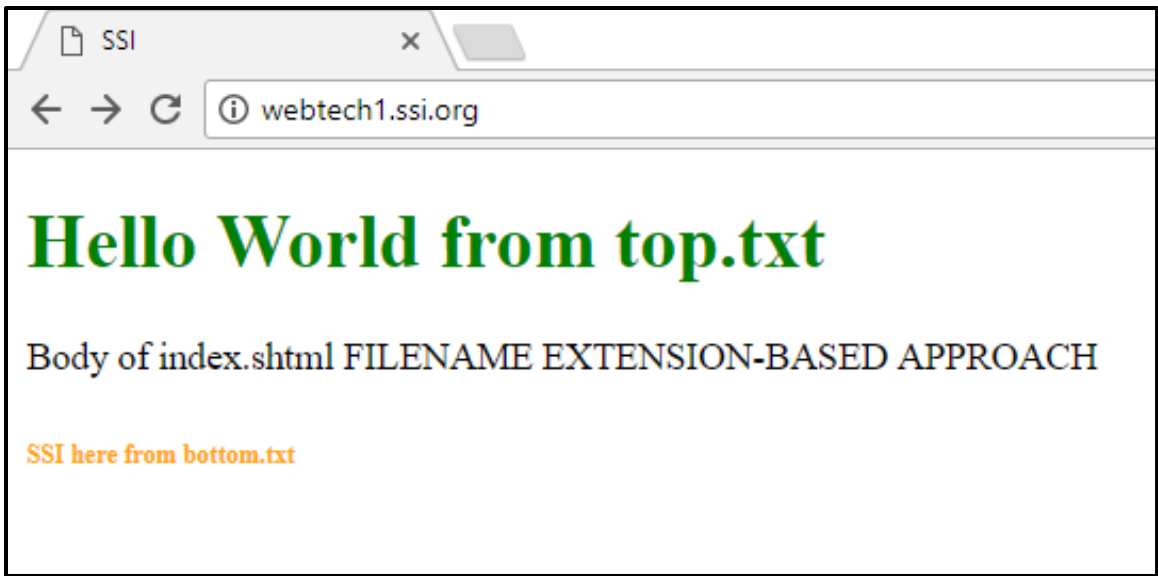 SSI
webtech1.ssi.org
Hello World from top.txt
Body of index.shtml FILENAME EXTENSION-BASED APPROACH
SSI here from bottom.txt